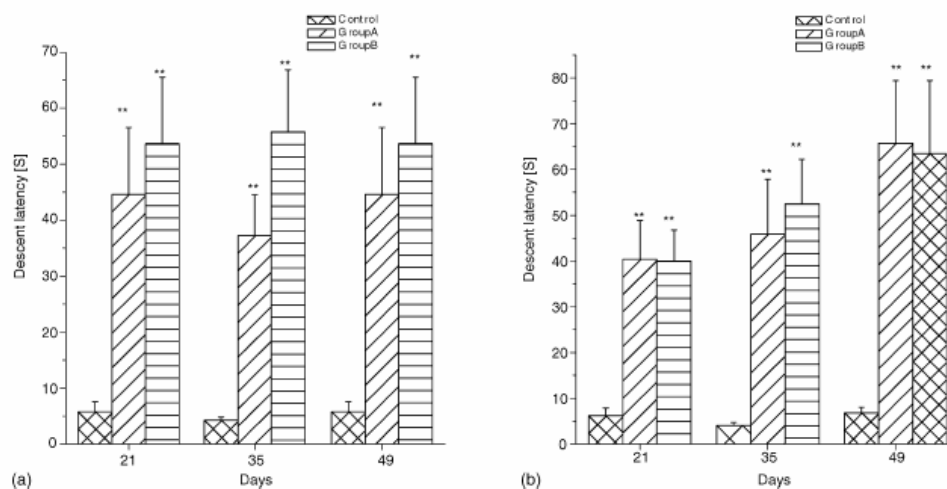 Control
GroupA
GroupB
70
60
50
40
30
20
10
0
Descent latency [S]
**
**
**
**
**
**
21
35
49
Days
(a)
Control
GroupA
GroupB
80
70
60
50
40
30
20
10
0
Descent latency [S]
**
**
**
**
**
**
21
35
49
Days
(b)